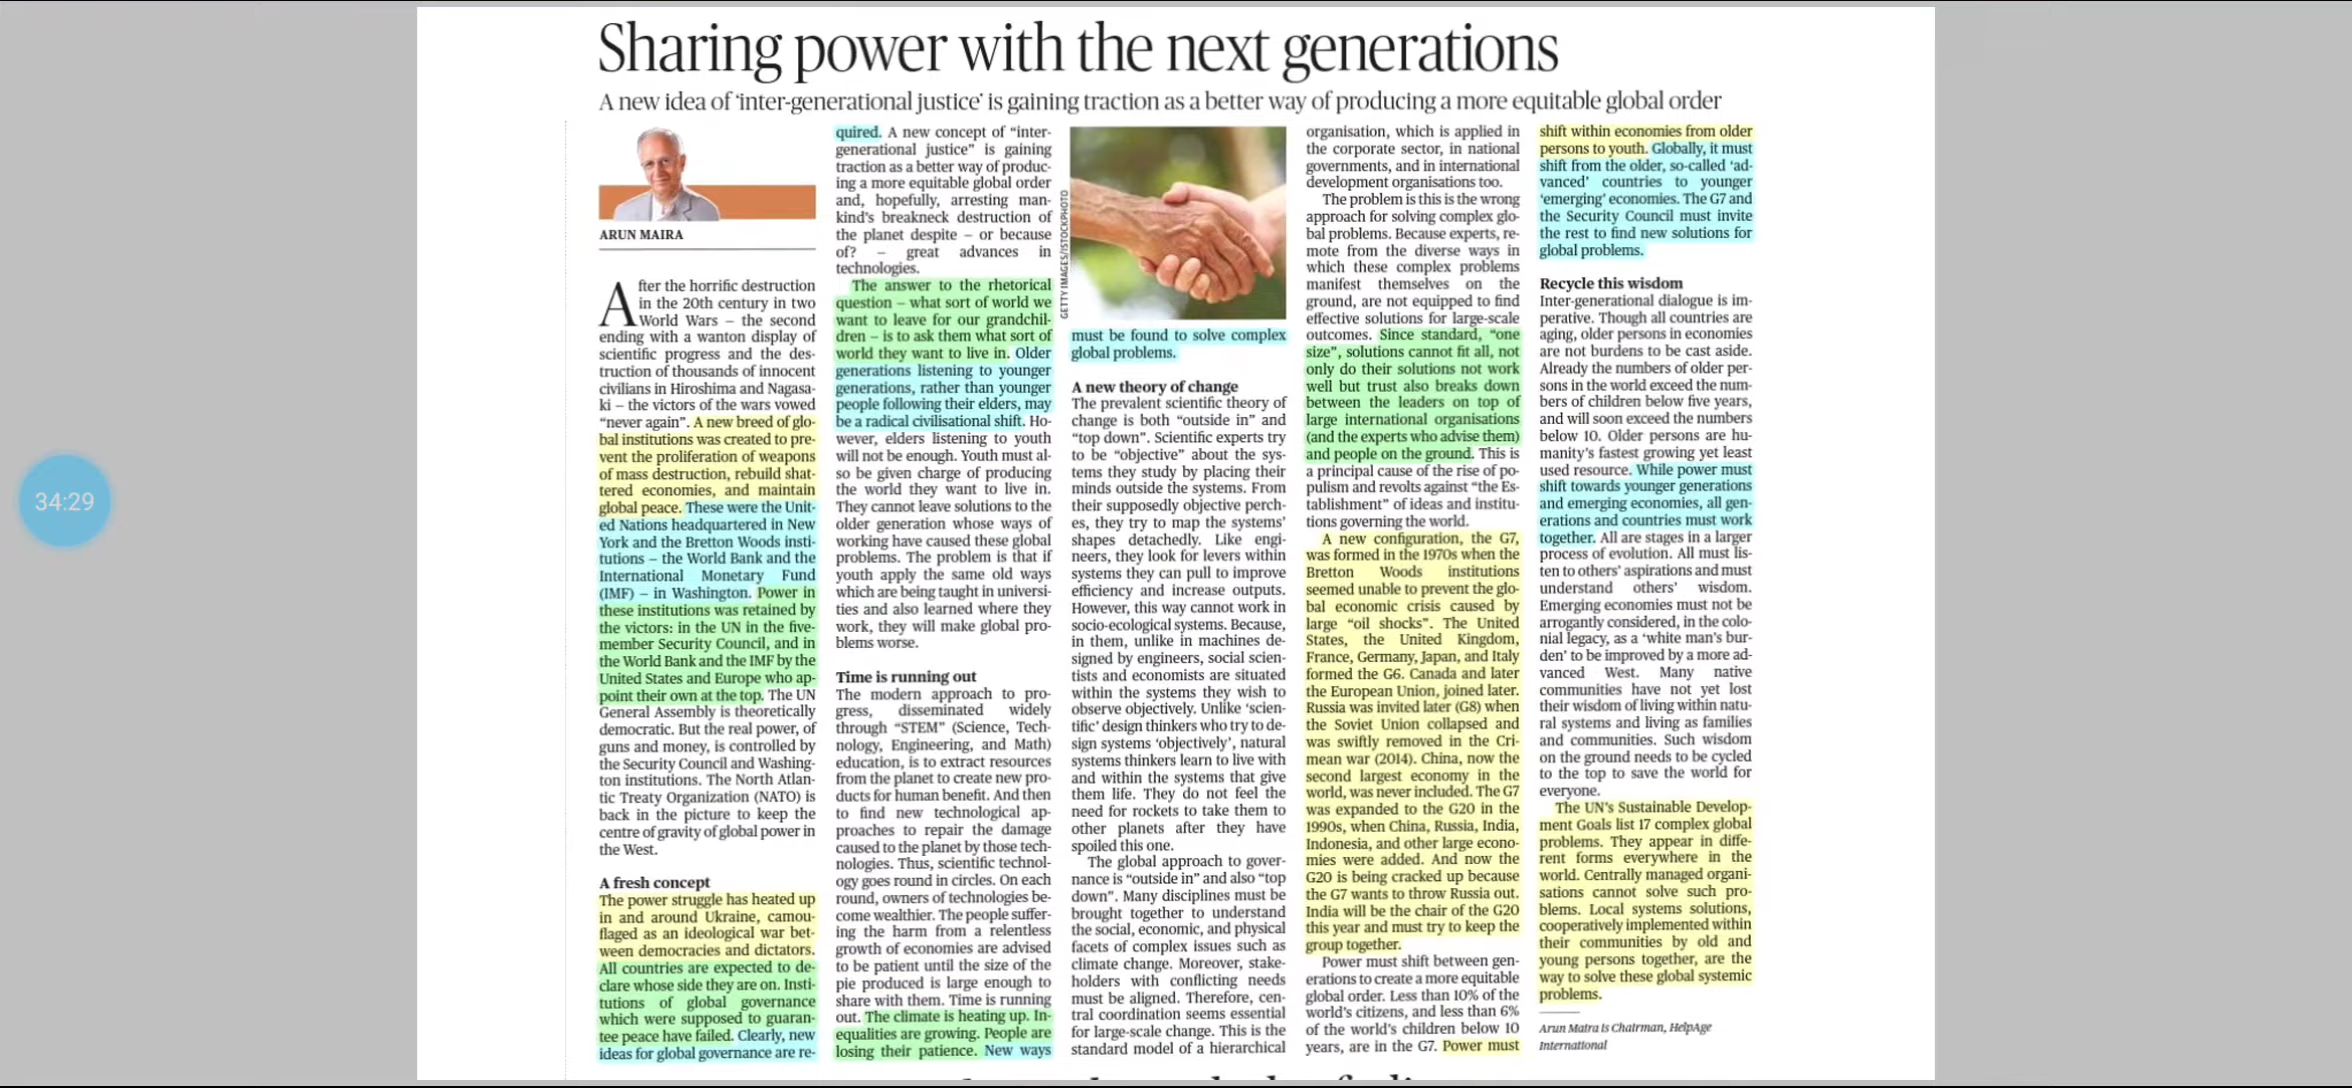 Sharing power with the next generations
A new idea of ‘inter-generational justice’ is gaining traction as a better way of producing a more equitable global order
ARUN MAIRA
After the horrific destruction
in the 20th century in two
World Wars – the second
ending with a wanton display of
scientific progress and the des-
truction of thousands of innocent
civilians in Hiroshima and Nagasa-
ki – the victors of the wars vowed
“never again”. A new breed of glo-
bal institutions was created to pre-
vent the proliferation of weapons
of mass destruction, rebuild shat-
tered economies, and maintain
global peace. These were the Unit-
ed Nations headquartered in New
York and the Bretton Woods insti-
tutions – the World Bank and the
International Monetary Fund
(IMF) – in Washington. Power in
these institutions was retained by
the victors: in the UN in the five-
member Security Council, and in
the World Bank and the IMF by the
United States and Europe who ap-
point their own at the top. The UN
General Assembly is theoretically
democratic. But the real power, of
guns and money, is controlled by
the Security Council and Washing-
ton institutions. The North Atlan-
tic Treaty Organization (NATO) is
back in the picture to keep the
centre of gravity of global power in
the West.
A fresh concept
The power struggle has heated up
in and around Ukraine, camou-
flaged as an ideological war bet-
ween democracies and dictators.
All countries are expected to de-
clare whose side they are on. Insti-
tutions of global governance
which were supposed to guaran-
tee peace have failed. Clearly, new
ideas for global governance are re-
quired. A new concept of “inter-
generational justice” is gaining
traction as a better way of produc-
ing a more equitable global order
and, hopefully, arresting man-
kind’s breakneck destruction of
the planet despite – or because
of? – great advances in
technologies.
The answer to the rhetorical
question – what sort of world we
want to leave for our grandchil-
dren – is to ask them what sort of
world they want to live in. Older
generations listening to younger
generations, rather than younger
people following their elders, may
be a radical civilisational shift. Ho-
wever, elders listening to youth
will not be enough. Youth must al-
so be given charge of producing
the world they want to live in.
They cannot leave solutions to the
older generation whose ways of
working have caused these global
problems. The problem is that if
youth apply the same old ways
which are being taught in universi-
ties and also learned where they
work, they will make global pro-
blems worse.
Time is running out
The modern approach to pro-
gress, disseminated widely
through “STEM” (Science, Tech-
nology, Engineering, and Math)
education, is to extract resources
from the planet to create new pro-
ducts for human benefit. And then
to find new technological ap-
proaches to repair the damage
caused to the planet by those tech-
nologies. Thus, scientific technol-
ogy goes round in circles. On each
round, owners of technologies be-
come wealthier. The people suffer-
ing the harm from a relentless
growth of economies are advised
to be patient until the size of the
pie produced is large enough to
share with them. Time is running
out. The climate is heating up. In-
equalities are growing. People are
losing their patience. New ways
GETTY IMAGES/ISTOCKPHOTO
must be found to solve complex
global problems.
A new theory of change
The prevalent scientific theory of
change is both “outside in” and
“top down”. Scientific experts try
to be “objective” about the sys-
tems they study by placing their
minds outside the systems. From
their supposedly objective perch-
es, they try to map the systems’
shapes detachedly. Like engi-
neers, they look for levers within
systems they can pull to improve
efficiency and increase outputs.
However, this way cannot work in
socio-ecological systems. Because,
in them, unlike in machines de-
signed by engineers, social scien-
tists and economists are situated
within the systems they wish to
observe objectively. Unlike ‘scien-
tific’ design thinkers who try to de-
sign systems ‘objectively’, natural
systems thinkers learn to live with
and within the systems that give
them life. They do not feel the
need for rockets to take them to
other planets after they have
spoiled this one.
The global approach to gover-
nance is “outside in” and also “top
down”. Many disciplines must be
brought together to understand
the social, economic, and physical
facets of complex issues such as
climate change. Moreover, stake-
holders with conflicting needs
must be aligned. Therefore, cen-
tral coordination seems essential
for large-scale change. This is the
standard model of a hierarchical
organisation, which is applied in
the corporate sector, in national
governments, and in international
development organisations too.
The problem is this is the wrong
approach for solving complex glo-
bal problems. Because experts, re-
mote from the diverse ways in
which these complex problems
manifest themselves on the
ground, are not equipped to find
effective solutions for large-scale
outcomes. Since standard, “one
size”, solutions cannot fit all, not
only do their solutions not work
well but trust also breaks down
between the leaders on top of
large international organisations
(and the experts who advise them)
and people on the ground. This is
a principal cause of the rise of po-
pulism and revolts against “the Es-
tablishment” of ideas and institu-
tions governing the world.
A new configuration, the G7,
was formed in the 1970s when the
Bretton Woods institutions
seemed unable to prevent the glo-
bal economic crisis caused by
large “oil shocks”. The United
States, the United Kingdom,
France, Germany, Japan, and Italy
formed the G6. Canada and later
the European Union, joined later.
Russia was invited later (G8) when
the Soviet Union collapsed and
was swiftly removed in the Cri-
mean war (2014). China, now the
second largest economy in the
world, was never included. The G7
was expanded to the G20 in the
1990s, when China, Russia, India,
Indonesia, and other large econo-
mies were added. And now the
G20 is being cracked up because
the G7 wants to throw Russia out.
India will be the chair of the G20
this year and must try to keep the
group together.
Power must shift between gen-
erations to create a more equitable
global order. Less than 10% of the
world’s citizens, and less than 6%
of the world’s children below 10
years, are in the G7. Power must
shift within economies from older
persons to youth. Globally, it must
shift from the older, so-called ‘ad-
vanced’ countries to younger
‘emerging’ economies. The G7 and
the Security Council must invite
the rest to find new solutions for
global problems.
Recycle this wisdom
Inter-generational dialogue is im-
perative. Though all countries are
aging, older persons in economies
are not burdens to be cast aside.
Already the numbers of older per-
sons in the world exceed the num-
bers of children below five years,
and will soon exceed the numbers
below 10. Older persons are hu-
manity’s fastest growing yet least
used resource. While power must
shift towards younger generations
and emerging economies, all gen-
erations and countries must work
together. All are stages in a larger
process of evolution. All must lis-
ten to others’ aspirations and must
understand others’ wisdom.
Emerging economies must not be
arrogantly considered, in the colo-
nial legacy, as a ‘white man’s bur-
den’ to be improved by a more ad-
vanced West. Many native
communities have not yet lost
their wisdom of living within natu-
ral systems and living as families
and communities. Such wisdom
on the ground needs to be cycled
to the top to save the world for
everyone.
The UN’s Sustainable Develop-
ment Goals list 17 complex global
problems. They appear in diffe-
rent forms everywhere in the
world. Centrally managed organi-
sations cannot solve such pro-
blems. Local systems solutions,
cooperatively implemented within
their communities by old and
young persons together, are the
way to solve these global systemic
problems.
Arun Maira is Chairman, HelpAge
International
34:29